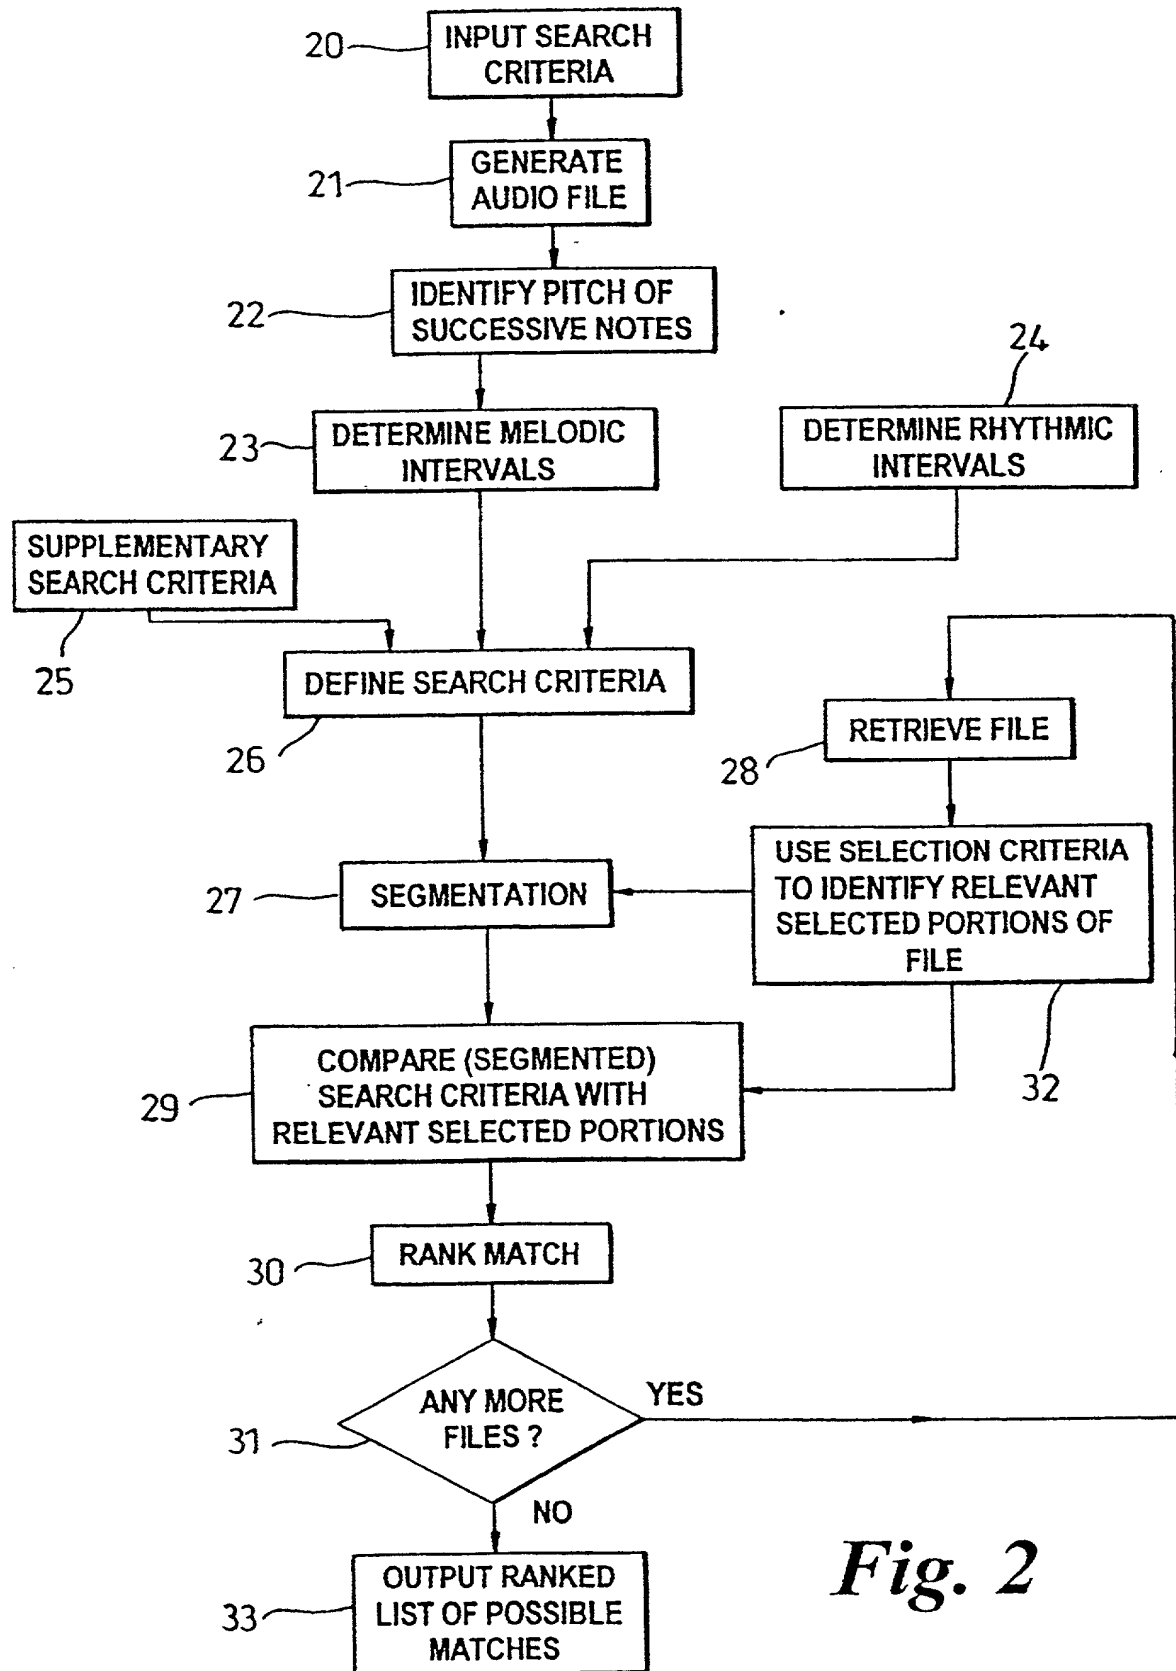 20
INPUT SEARCH
CRITERIA
21
GENERATE
AUDIO FILE
22
IDENTIFY PITCH OF
SUCCESSIVE NOTES
24
23
DETERMINE MELODIC
INTERVALS
DETERMINE RHYTHMIC
INTERVALS
SUPPLEMENTARY
SEARCH CRITERIA
25
DEFINE SEARCH CRITERIA
26
RETRIEVE FILE
28
27
SEGMENTATION
USE SELECTION CRITERIA
TO IDENTIFY RELEVANT
SELECTED PORTIONS OF
FILE
32
29
COMPARE (SEGMENTED)
SEARCH CRITERIA WITH
RELEVANT SELECTED PORTIONS
30
RANK MATCH
31
ANY MORE
FILES ?
YES
NO
33
OUTPUT RANKED
LIST OF POSSIBLE
MATCHES
Fig. 2